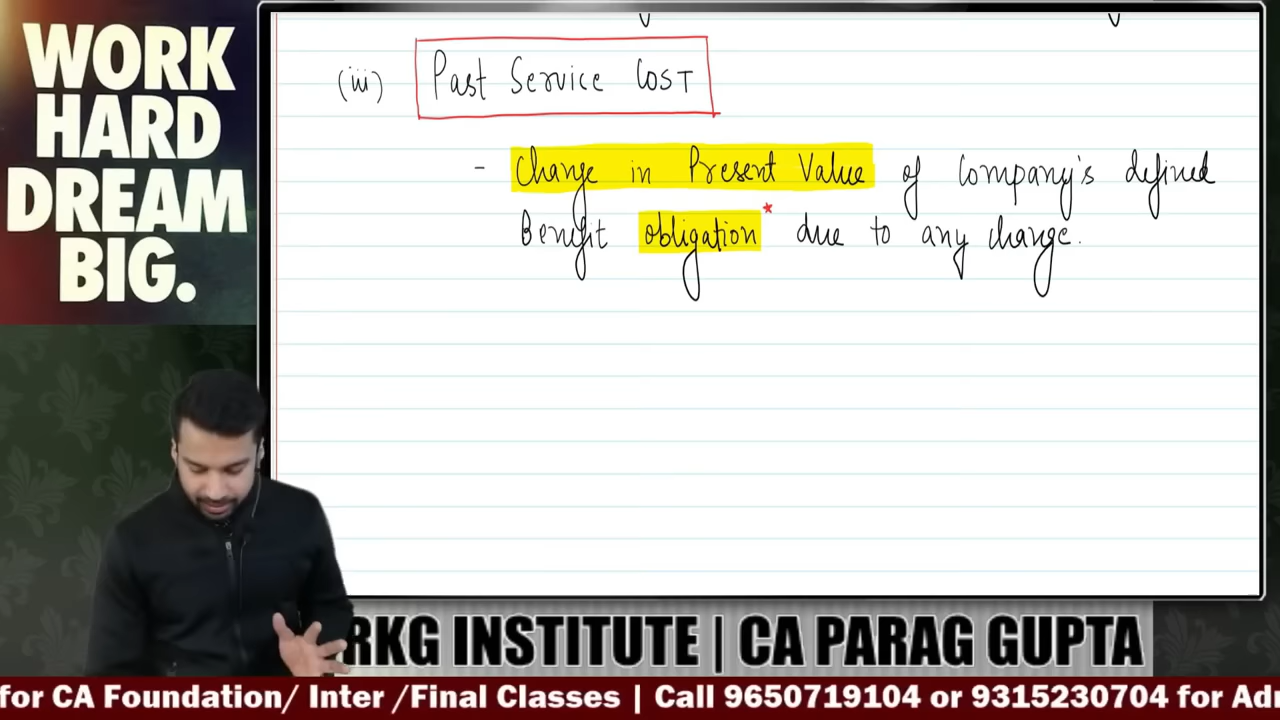 WORK
HARD
DREAM
BIG.
(iii) Past Service Cost
- Change in Present Value of Company's defined
Benefit obligation * due to any change.
RKG INSTITUTE | CA PARAG GUPTA
for CA Foundation/ Inter /Final Classes | Call 9650719104 or 9315230704 for Adm